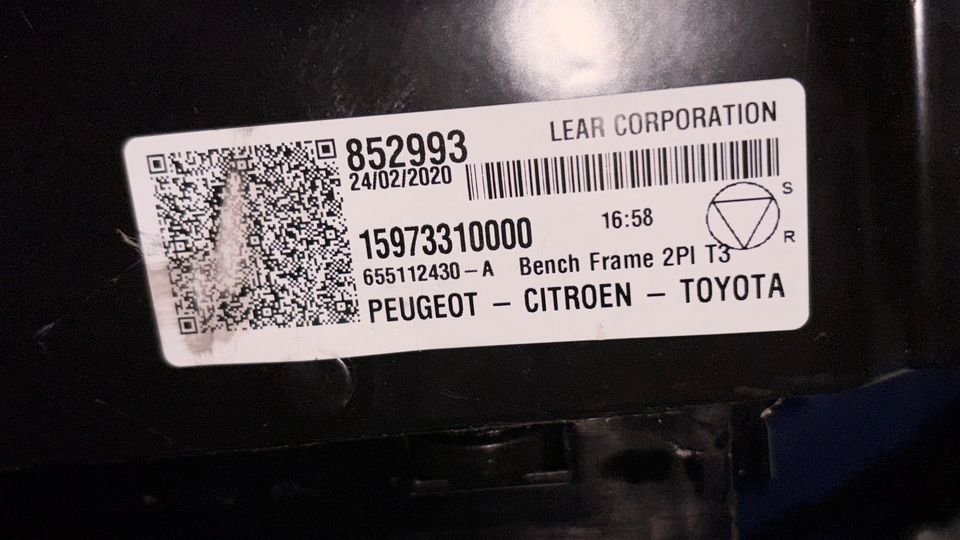 LEAR CORPORATION
852993
24/02/2020
15973310000
16:58
S
R
655112430-A Bench Frame 2PI T3
PEUGEOT - CITROEN - TOYOTA